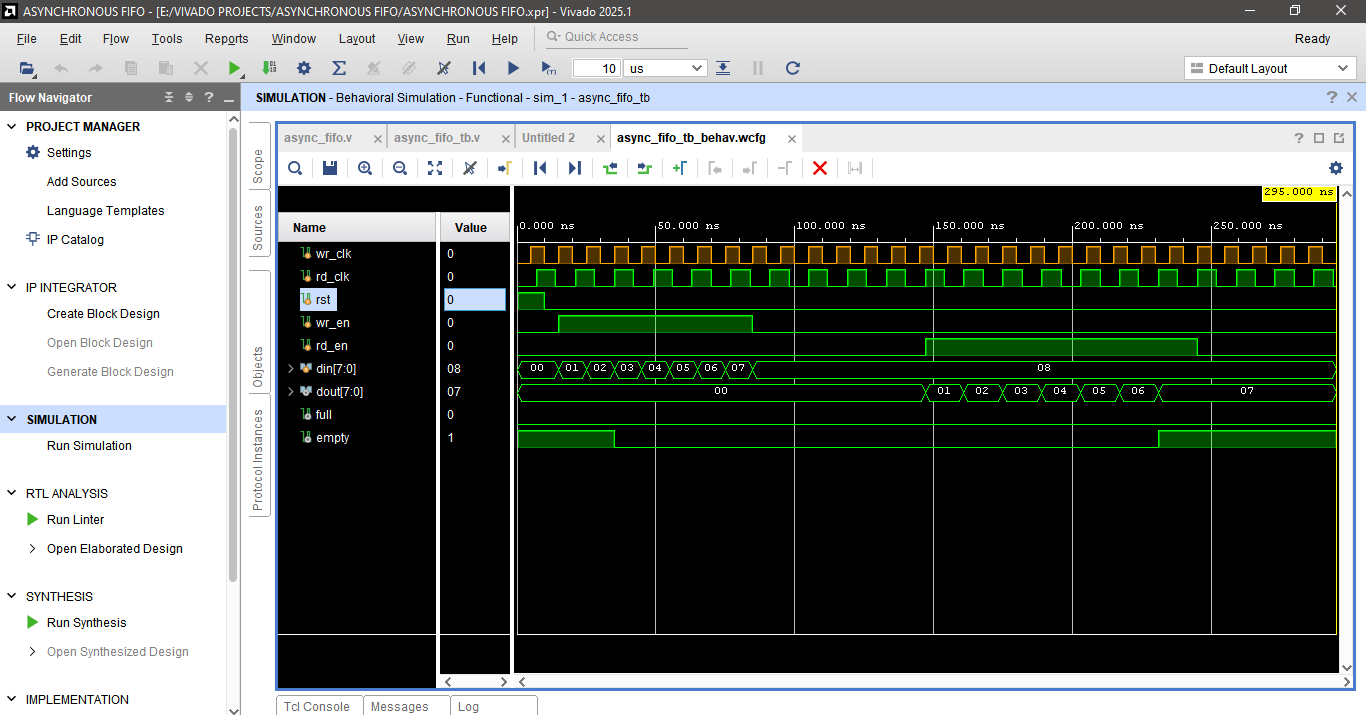 ASYNCHRONOUS FIFO - [E:/VIVADO PROJECTS/ASYNCHRONOUS FIFO/ASYNCHRONOUS FIFO.xpr] - Vivado 2025.1
File Edit Flow Tools Reports Window Layout View Run Help Quick Access Ready
10 us Default Layout
Flow Navigator
SIMULATION - Behavioral Simulation - Functional - sim_1 - async_fifo_tb
PROJECT MANAGER
Settings
Add Sources
Language Templates
IP Catalog
IP INTEGRATOR
Create Block Design
Open Block Design
Generate Block Design
SIMULATION
Run Simulation
RTL ANALYSIS
Run Linter
Open Elaborated Design
SYNTHESIS
Run Synthesis
Open Synthesized Design
IMPLEMENTATION
Scope
Sources
Objects
Protocol Instances
async_fifo.v async_fifo_tb.v Untitled 2 async_fifo_tb_behav.wcfg
295.000 ns
Name Value 0.000 ns 50.000 ns 100.000 ns 150.000 ns 200.000 ns 250.000 ns
wr_clk 0
rd_clk 0
rst 0
wr_en 0
rd_en 0
din[7:0] 08 00 01 02 03 04 05 06 07 08
dout[7:0] 07 00 01 02 03 04 05 06 07
full 0
empty 1
Tcl Console Messages Log